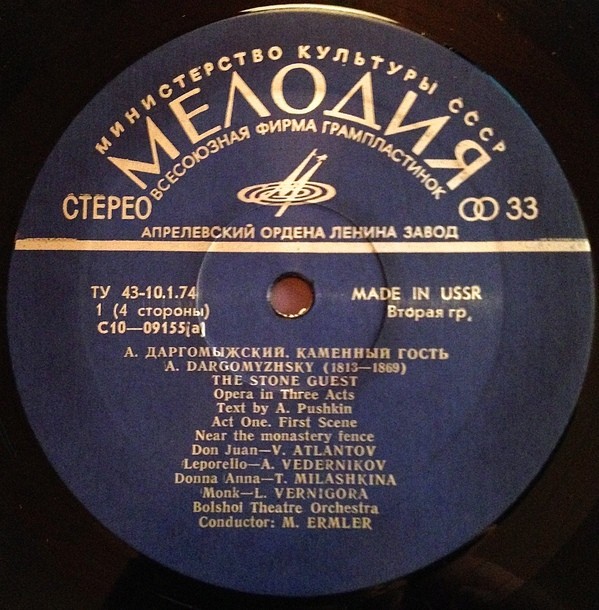 МИНИСТЕРСТВО КУЛЬТУРЫ СССР
МЕЛОДИЯ
ВСЕСОЮЗНАЯ ФИРМА ГРАМПЛАСТИНОК
СТЕРЕО
33
АПРЕЛЕВСКИЙ ОРДЕНА ЛЕНИНА ЗАВОД
ТУ 43-10.1.74
MADE IN USSR
1 (4 стороны)
Вторая гр.
С10—09155(а)
А. ДАРГОМЫЖСКИЙ. КАМЕННЫЙ ГОСТЬ
A. DARGOMYZHSKY (1813—1869)
THE STONE GUEST
Opera in Three Acts
Text by A. Pushkin
Act One. First Scene
Near the monastery fence
Don Juan—V. ATLANTOV
Leporello—A. VEDERNIKOV
Donna Anna—T. MILASHKINA
Monk—L. VERNIGORA
Bolshoi Theatre Orchestra
Conductor: M. ERMLER